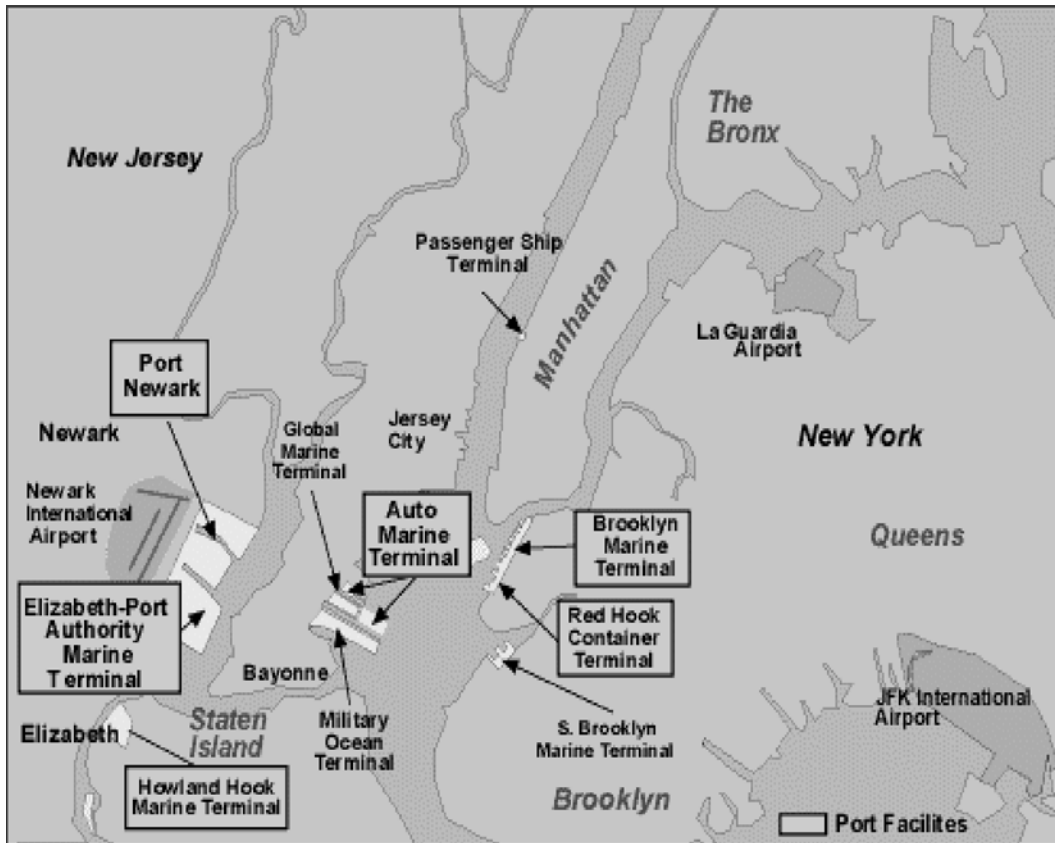 The
Bronx
New Jersey
Passenger Ship
Terminal
Manhattan
La Guardia
Airport
Port
Newark
Newark
Global
Marine
Terminal
Jersey
City
New York
Newark
International
Airport
Auto
Marine
Terminal
Brooklyn
Marine
Terminal
Queens
Elizabeth-Port
Authority
Marine
Terminal
Red Hook
Container
Terminal
Bayonne
JFK International
Airport
Staten
Island
Elizabeth
Military
Ocean
Terminal
S. Brooklyn
Marine Terminal
Howland Hook
Marine Terminal
Brooklyn
Port Facilites